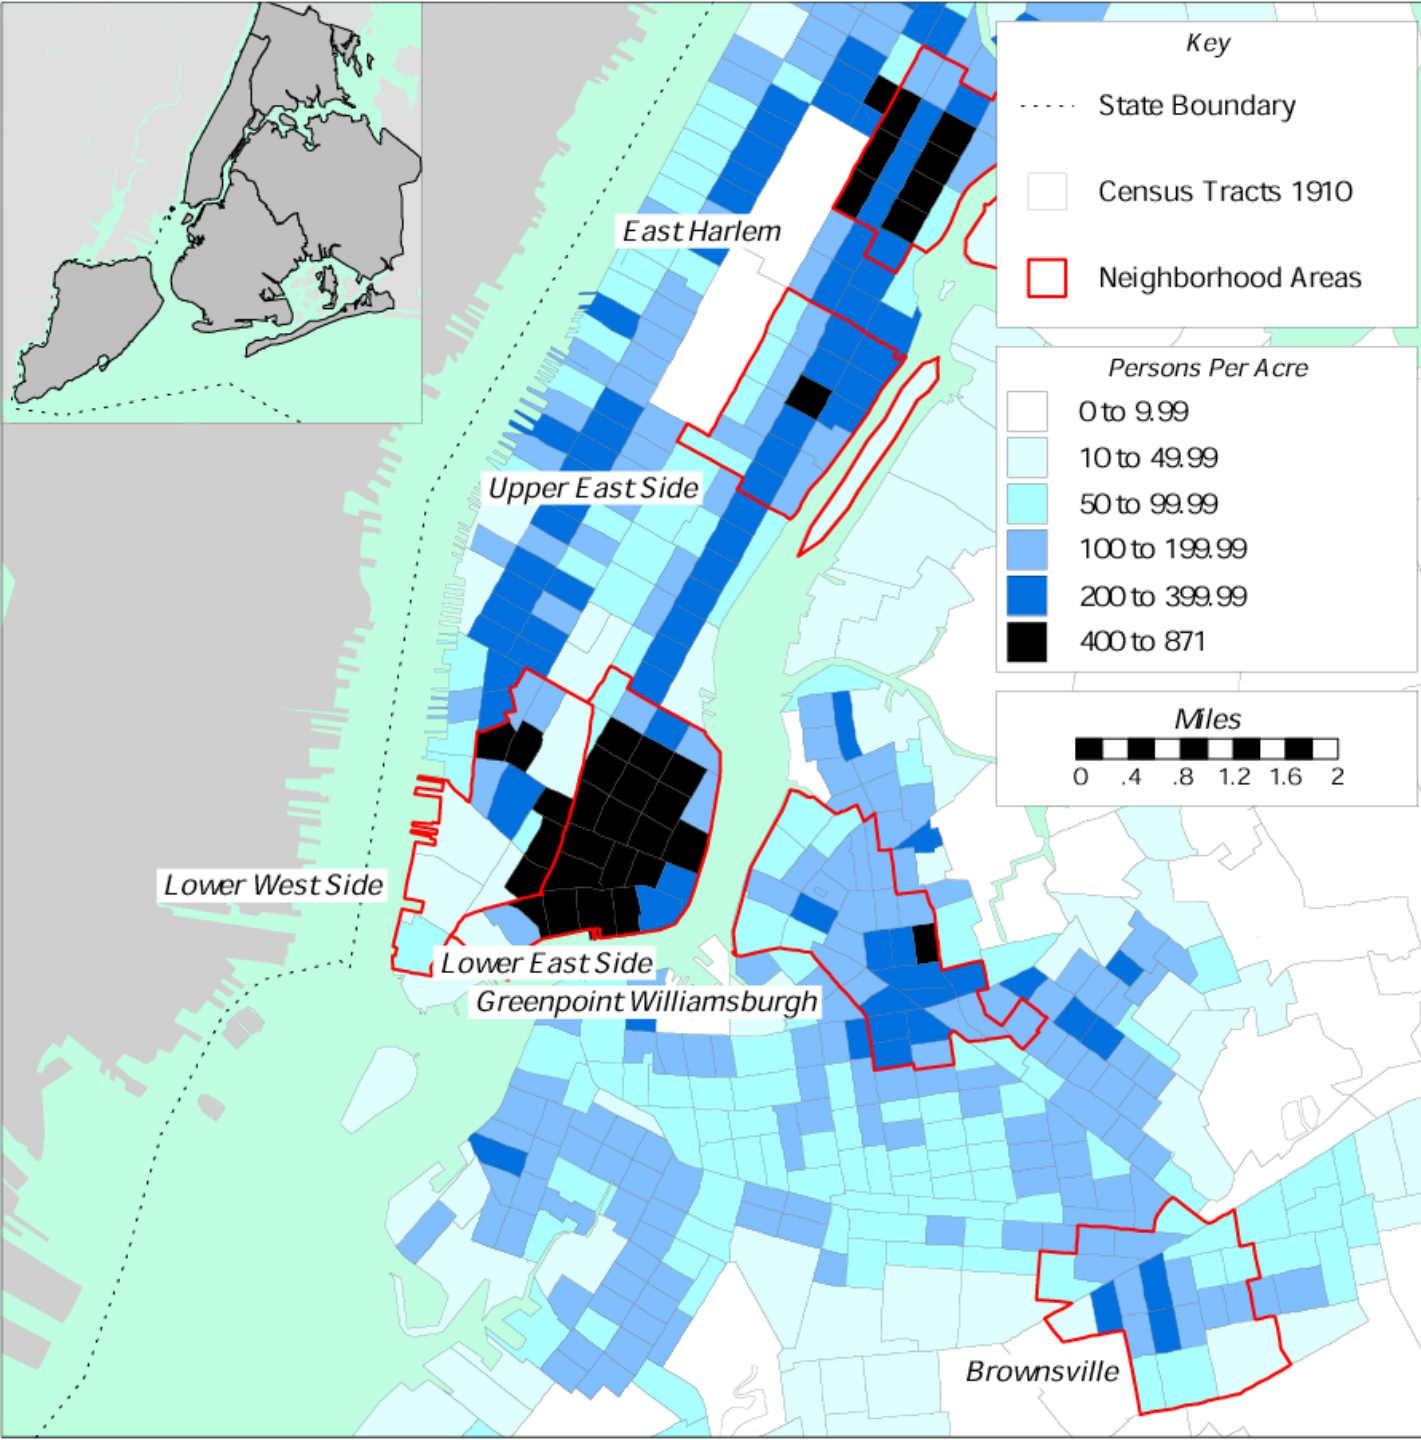 Key
State Boundary
Census Tracts 1910
Neighborhood Areas
Persons Per Acre
0 to 9.99
10 to 49.99
50 to 99.99
100 to 199.99
200 to 399.99
400 to 871
Miles
0 .4 .8 1.2 1.6 2
East Harlem
Upper East Side
Lower West Side
Lower East Side
Greenpoint Williamsburgh
Brownsville